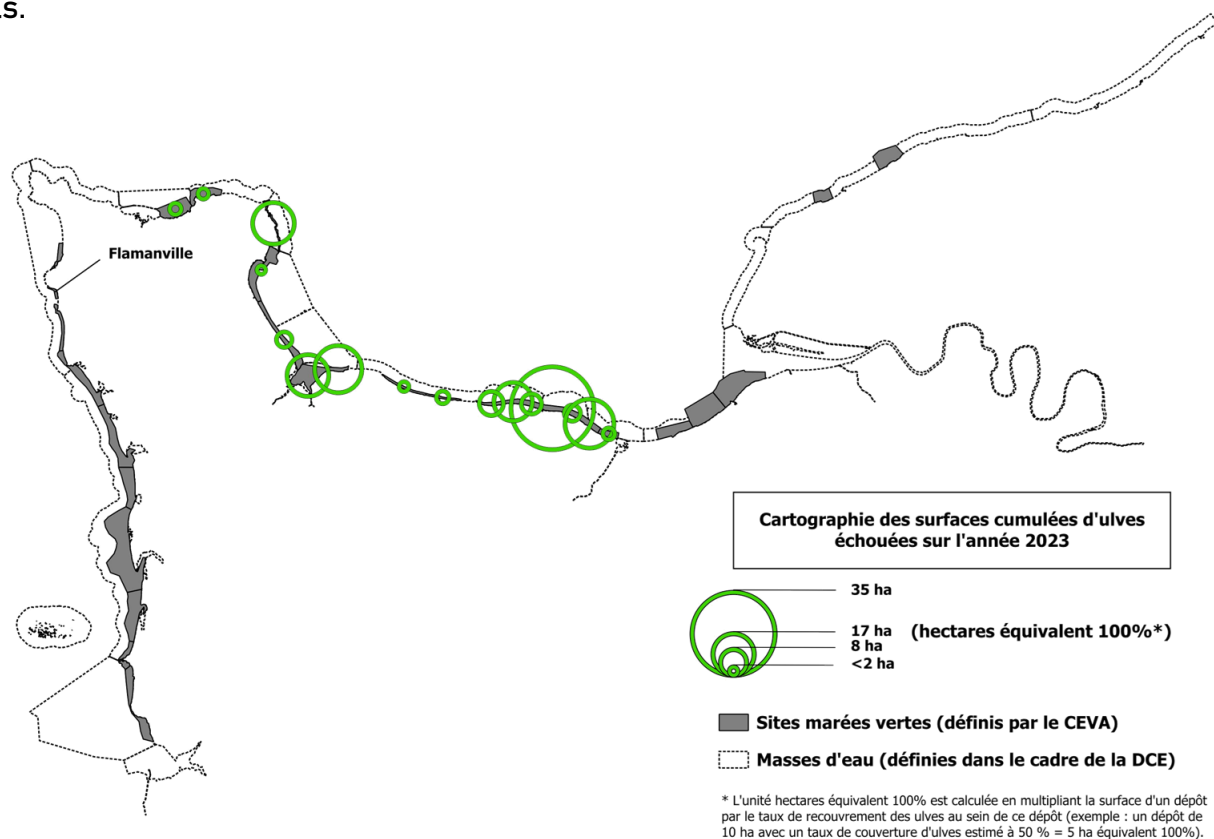 Flamanville
Cartographie des surfaces cumulées d'ulves
échouées sur l'année 2023
35 ha
17 ha
(hectares équivalent 100%*)
8 ha
<2 ha
Sites marées vertes (définis par le CEVA)
Masses d'eau (définies dans le cadre de la DCE)
* L'unité hectares équivalent 100% est calculée en multipliant la surface d'un dépôt
par le taux de recouvrement des ulves au sein de ce dépôt (exemple : un dépôt de
10 ha avec un taux de couverture d'ulves estimé à 50 % = 5 ha équivalent 100%).